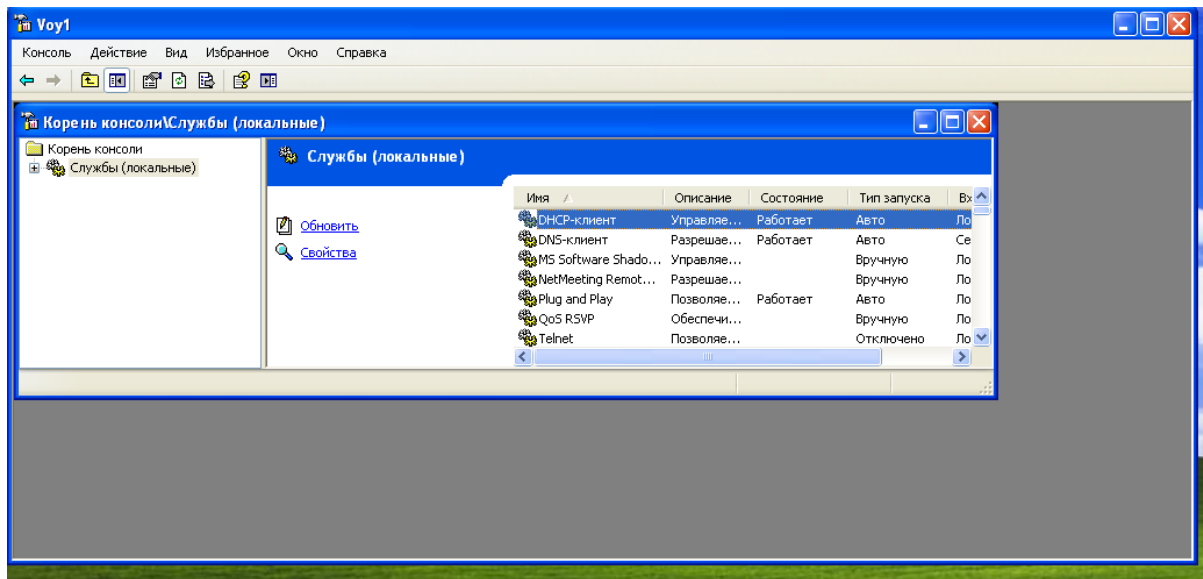 Voy1
Консоль Действие Вид Избранное Окно Справка
Корень консоли\Службы (локальные)
Корень консоли
Службы (локальные)
Службы (локальные)
Обновить
Свойства
Имя Описание Состояние Тип запуска Вх
DHCP-клиент Управляе... Работает Авто Ло
DNS-клиент Разрешае... Работает Авто Се
MS Software Shado... Управляе... Вручную Ло
NetMeeting Remot... Разрешае... Вручную Ло
Plug and Play Позволяе... Работает Авто Ло
QoS RSVP Обеспечи... Вручную Ло
Telnet Позволяе... Отключено Ло